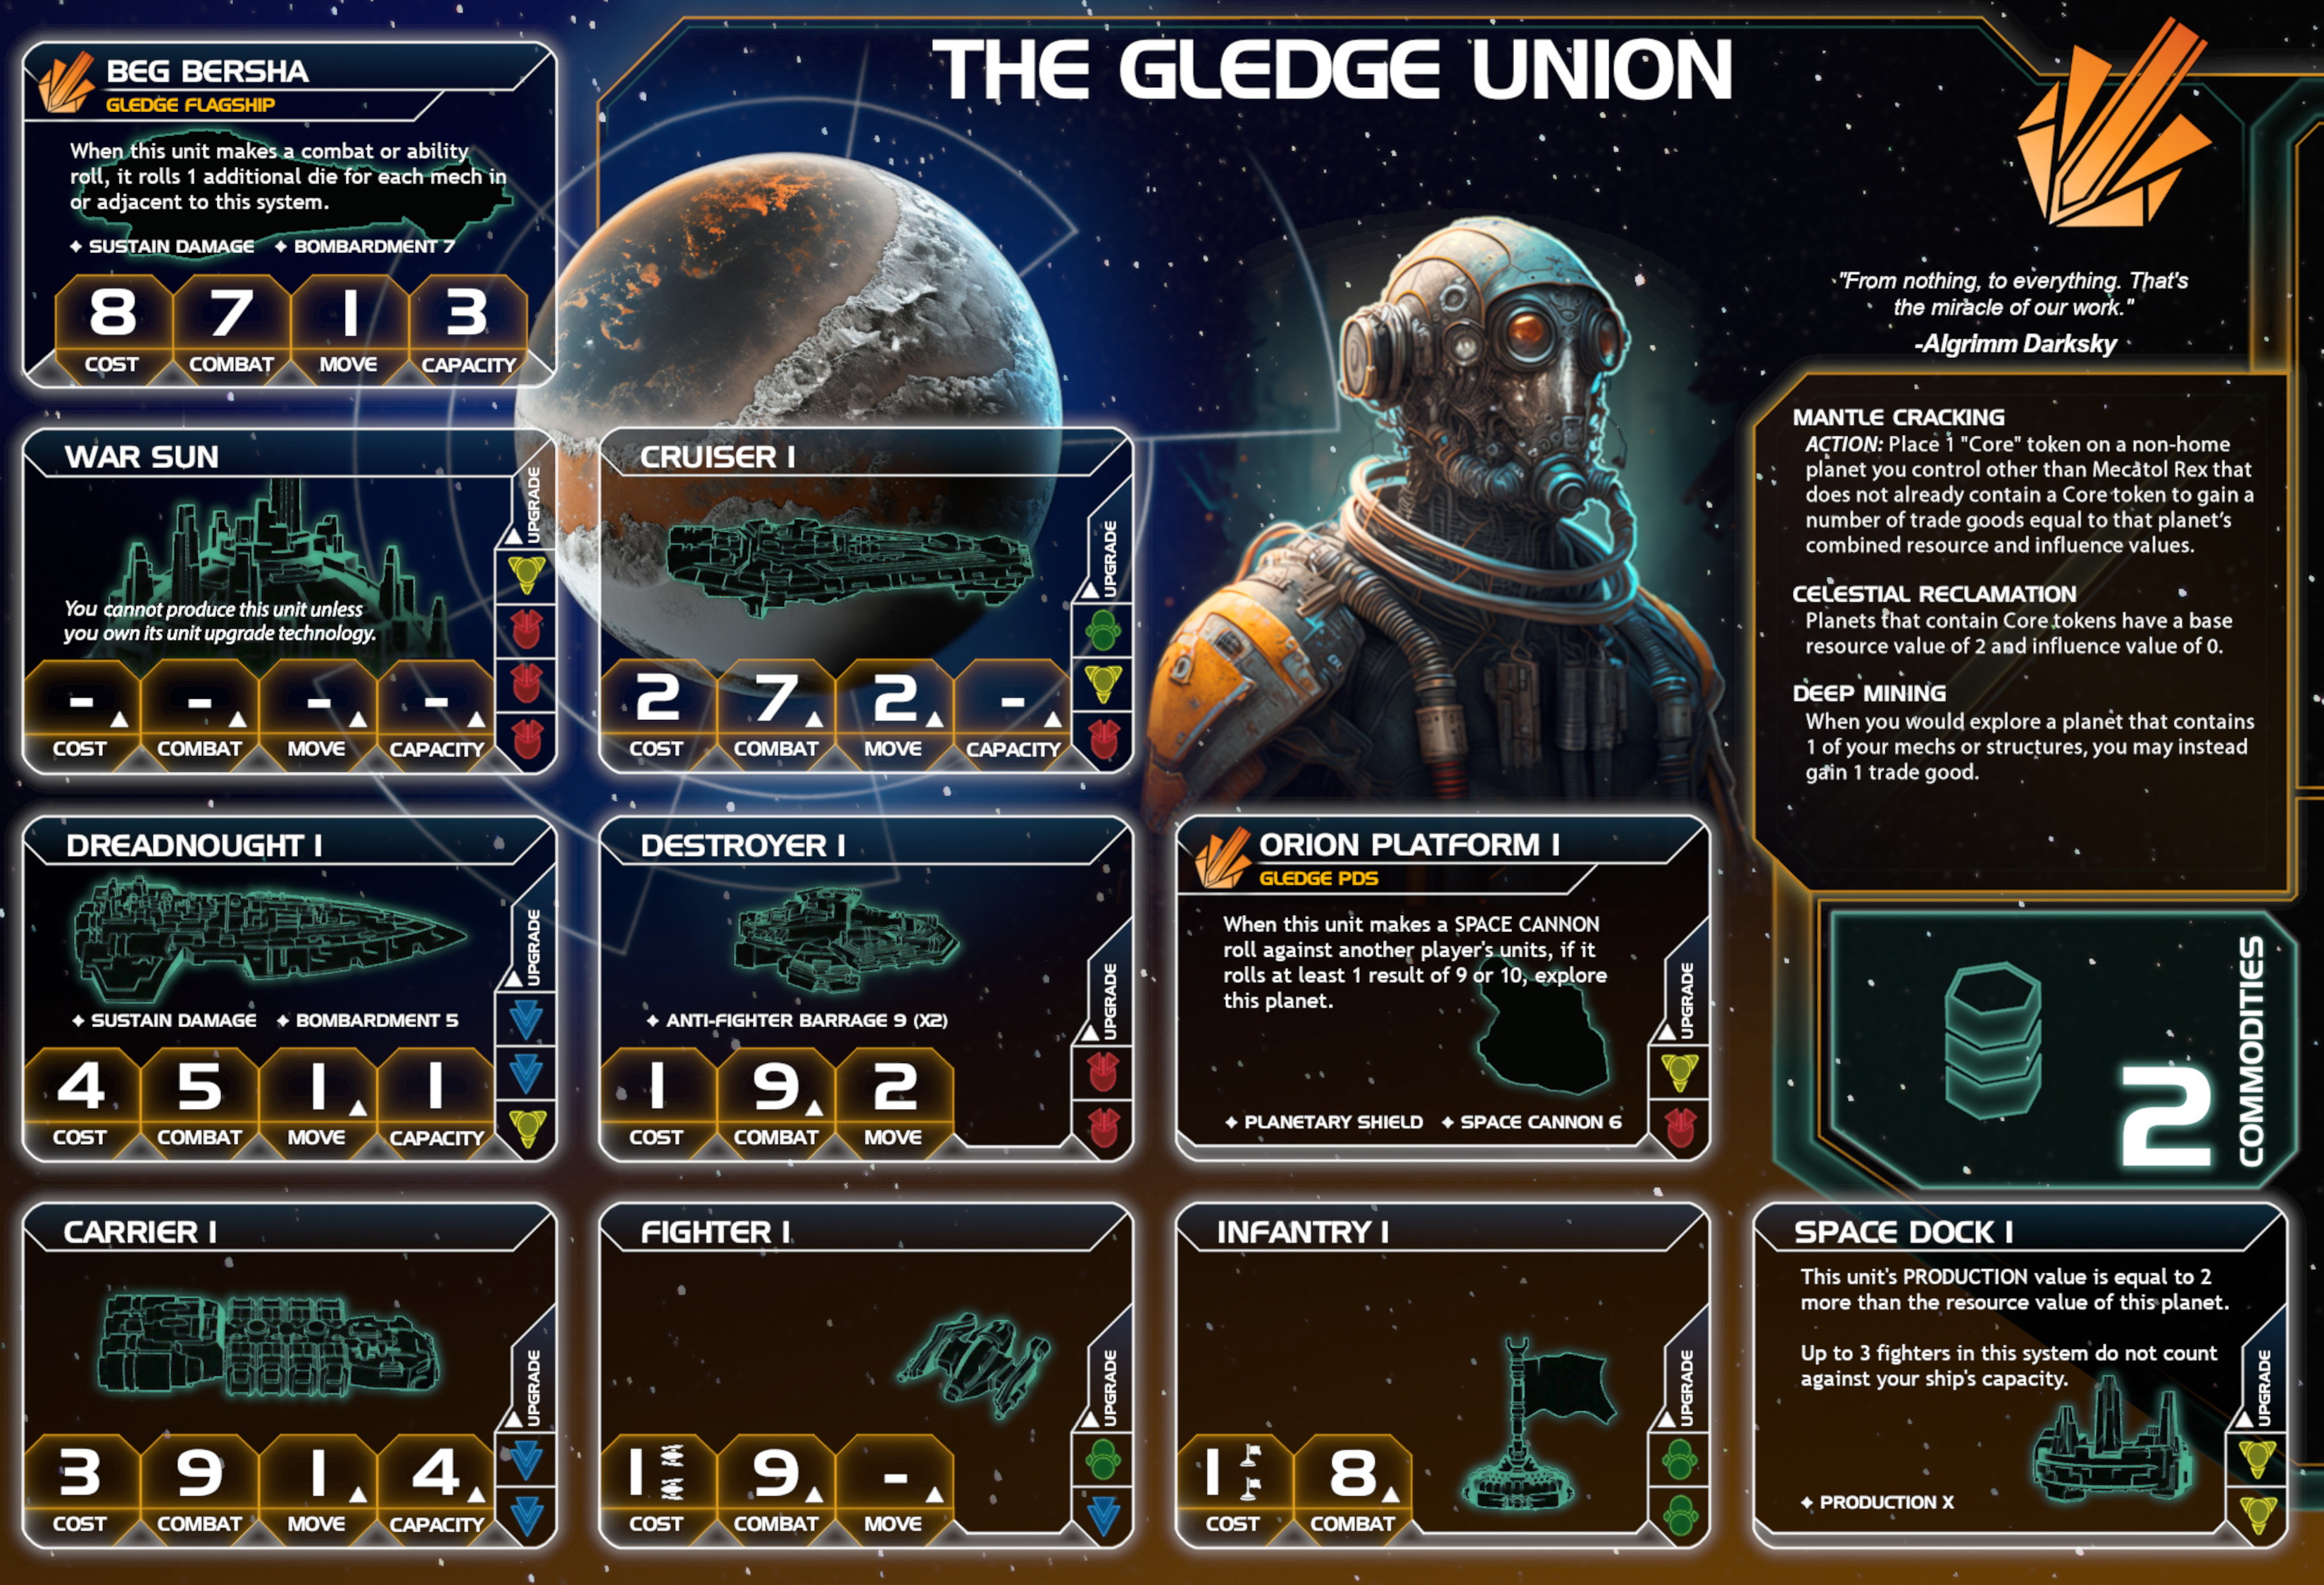 THE GLEDGE UNION
BEG BERSHA
GLEDGE FLAGSHIP
When this unit makes a combat or ability
roll, it rolls 1 additional die for each mech in
or adjacent to this system.
SUSTAIN DAMAGE BOMBARDMENT 7
8 7 1 3
COST COMBAT MOVE CAPACITY
"From nothing, to everything. That's
the miracle of our work."
-Algrimm Darksky
WAR SUN
UPGRADE
You cannot produce this unit unless
you own its unit upgrade technology.
- - - -
COST COMBAT MOVE CAPACITY
CRUISER I
UPGRADE
2 7 2 -
COST COMBAT MOVE CAPACITY
MANTLE CRACKING
ACTION: Place 1 "Core" token on a non-home
planet you control other than Mecatol Rex that
does not already contain a Core token to gain a
number of trade goods equal to that planet's
combined resource and influence values.
CELESTIAL RECLAMATION
Planets that contain Core tokens have a base
resource value of 2 and influence value of 0.
DEEP MINING
When you would explore a planet that contains
1 of your mechs or structures, you may instead
gain 1 trade good.
DREADNOUGHT I
UPGRADE
SUSTAIN DAMAGE BOMBARDMENT 5
4 5 1 1
COST COMBAT MOVE CAPACITY
DESTROYER I
UPGRADE
ANTI-FIGHTER BARRAGE 9 (X2)
1 9 2
COST COMBAT MOVE
ORION PLATFORM I
GLEDGE PDS
When this unit makes a SPACE CANNON
roll against another player's units, if it
rolls at least 1 result of 9 or 10, explore
this planet.
UPGRADE
PLANETARY SHIELD SPACE CANNON 6
2
COMMODITIES
CARRIER I
UPGRADE
3 9 1 4
COST COMBAT MOVE CAPACITY
FIGHTER I
UPGRADE
1 9 -
COST COMBAT MOVE
INFANTRY I
UPGRADE
1 8
COST COMBAT
SPACE DOCK I
This unit's PRODUCTION value is equal to 2
more than the resource value of this planet.
Up to 3 fighters in this system do not count
against your ship's capacity.
UPGRADE
PRODUCTION X